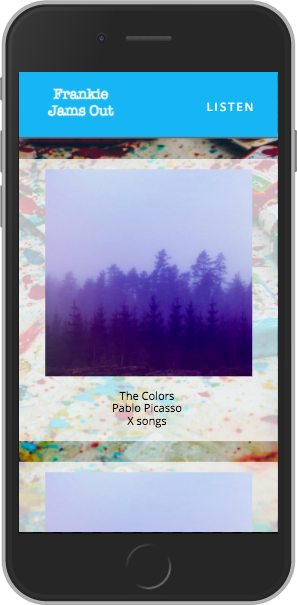 Frankie
Jams Out
LISTEN
The Colors
Pablo Picasso
X songs